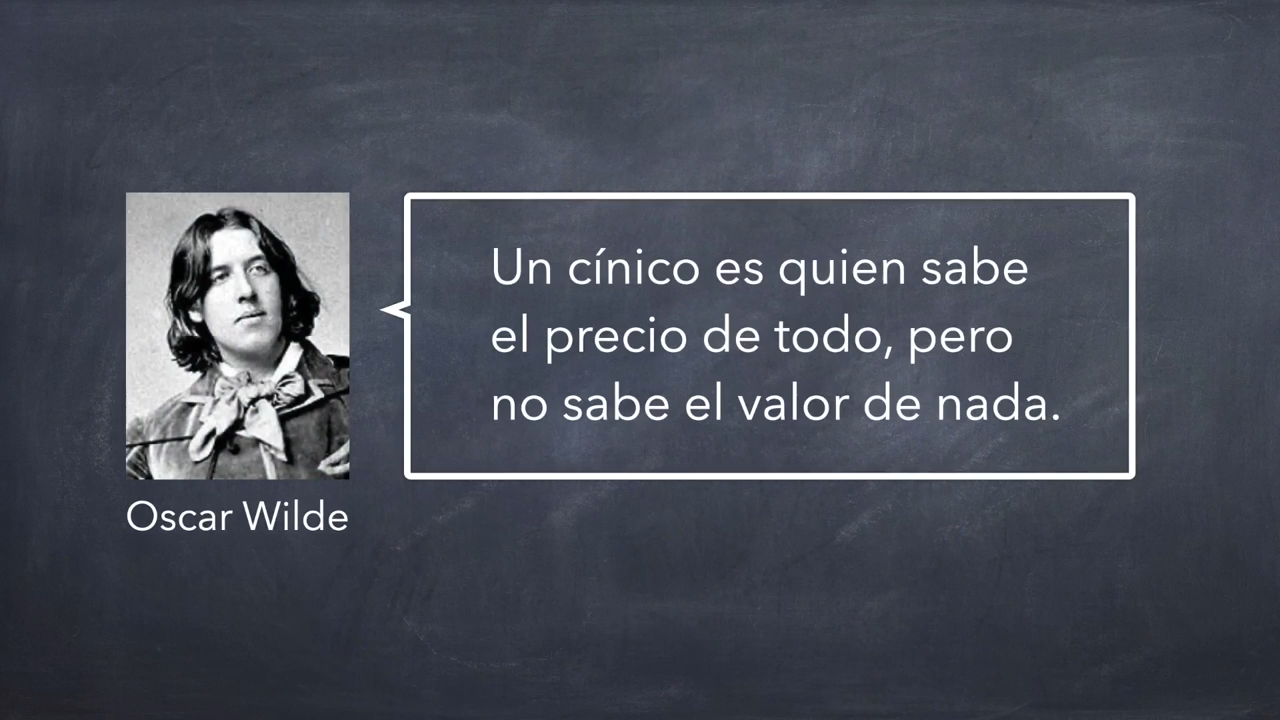 Un cínico es quien sabe
el precio de todo, pero
no sabe el valor de nada.
Oscar Wilde